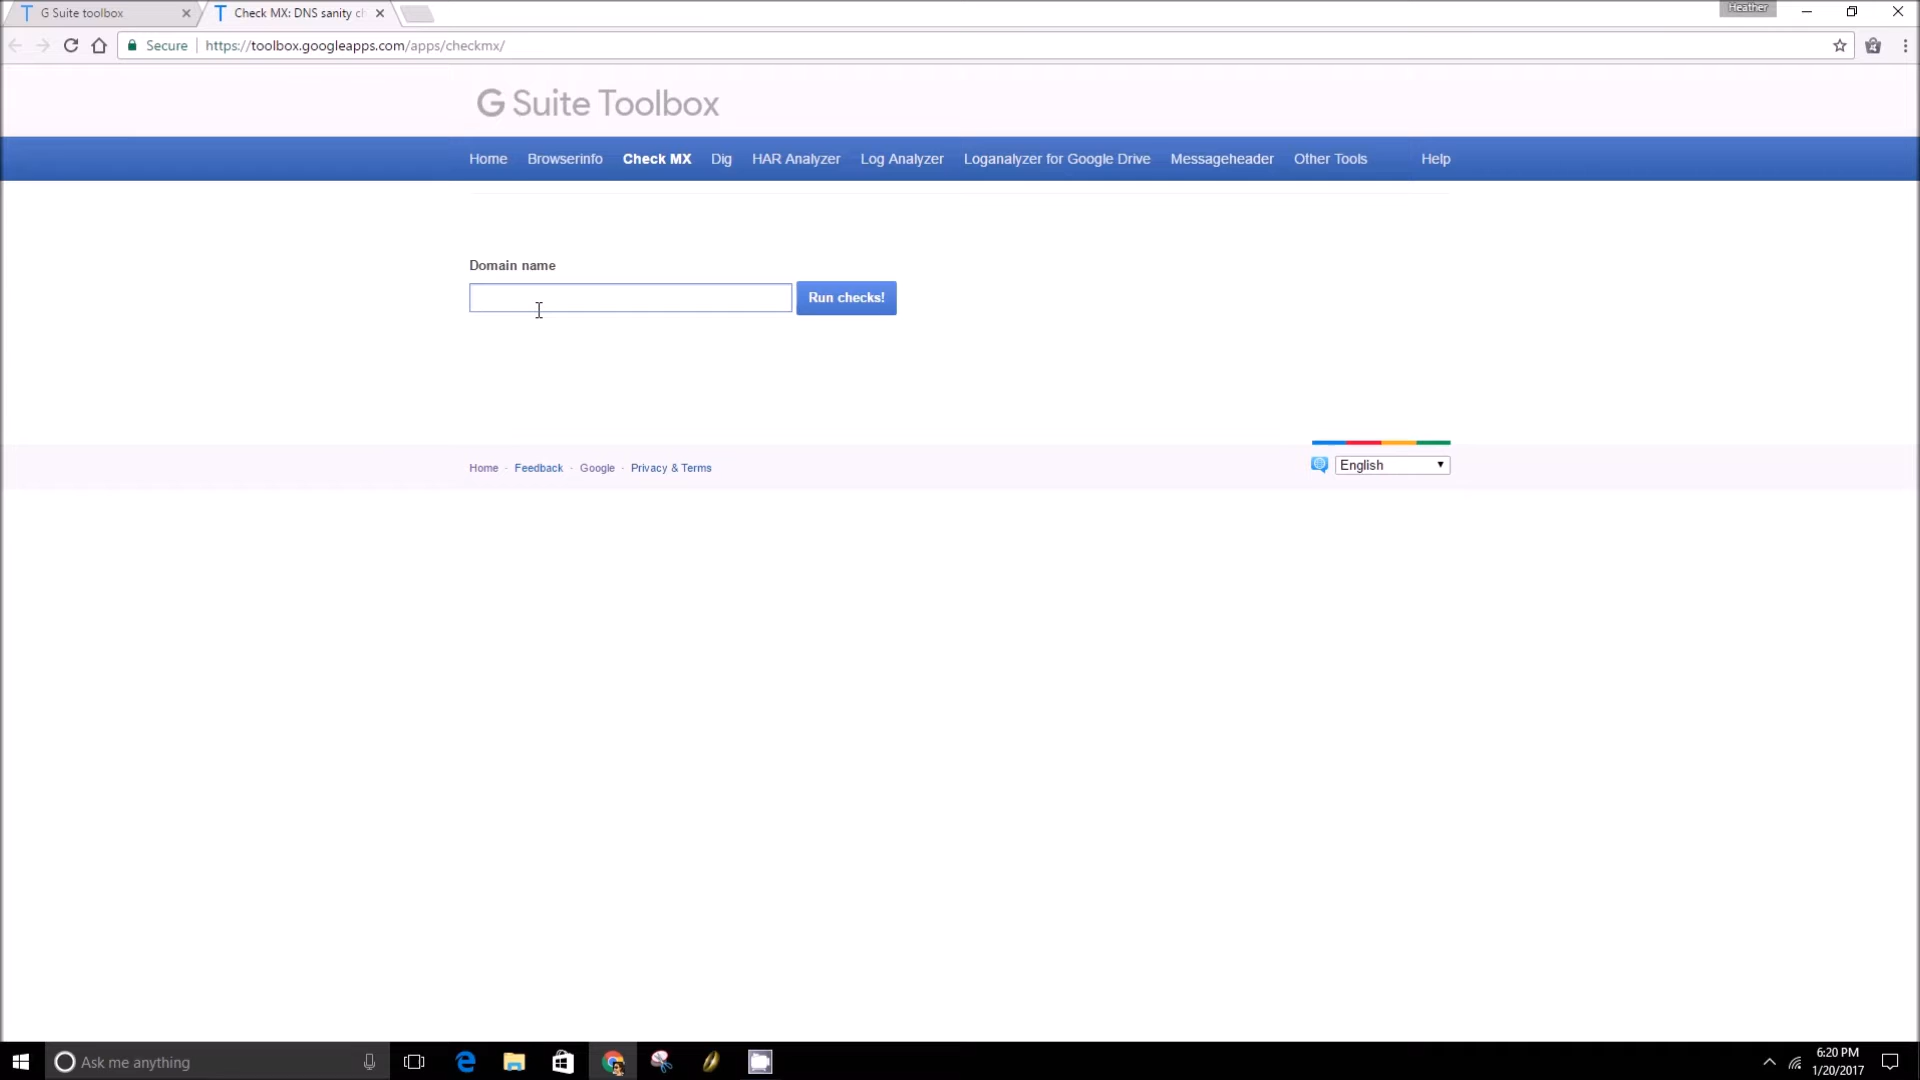 G Suite toolbox
Check MX: DNS sanity ch
Heather
Secure
https://toolbox.googleapps.com/apps/checkmx/
G Suite Toolbox
Home Browserinfo Check MX Dig HAR Analyzer Log Analyzer Loganalyzer for Google Drive Messageheader Other Tools Help
Domain name
Run checks!
Home - Feedback - Google - Privacy & Terms
English
Ask me anything
6:20 PM
1/20/2017